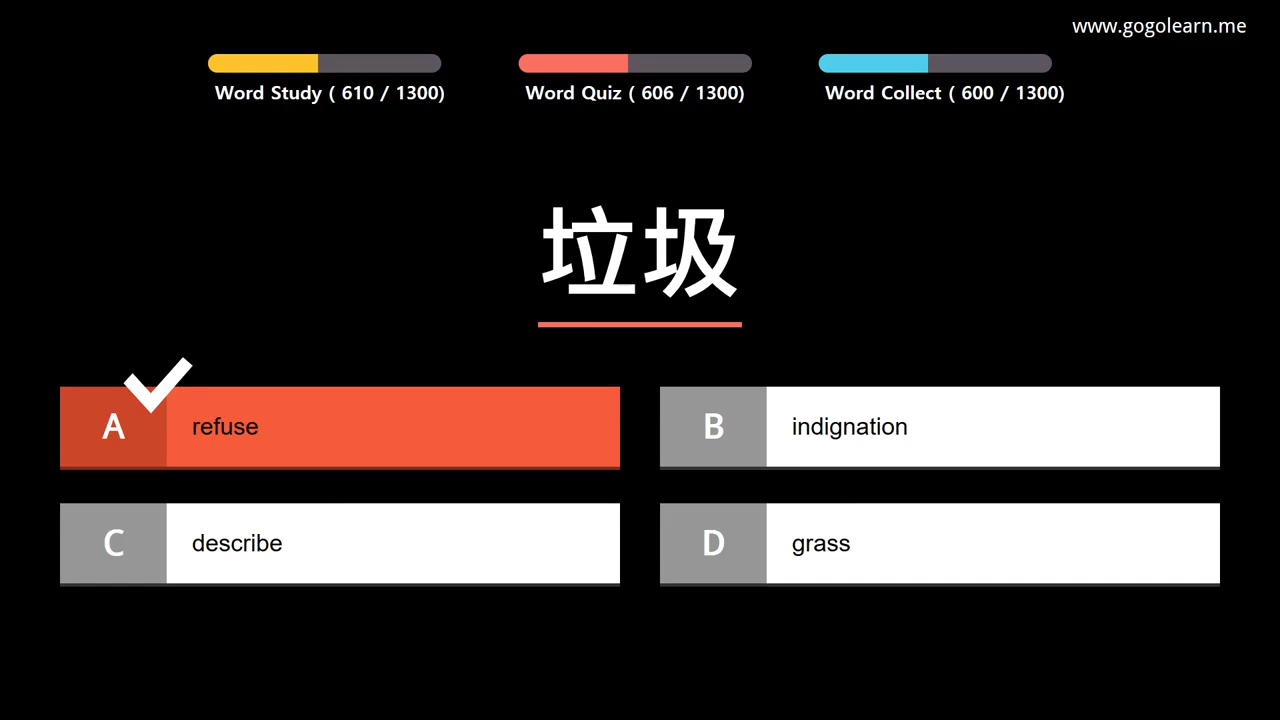 www.gogolearn.me
Word Study ( 610 / 1300)
Word Quiz ( 606 / 1300)
Word Collect ( 600 / 1300)
垃圾
A refuse
B indignation
C describe
D grass